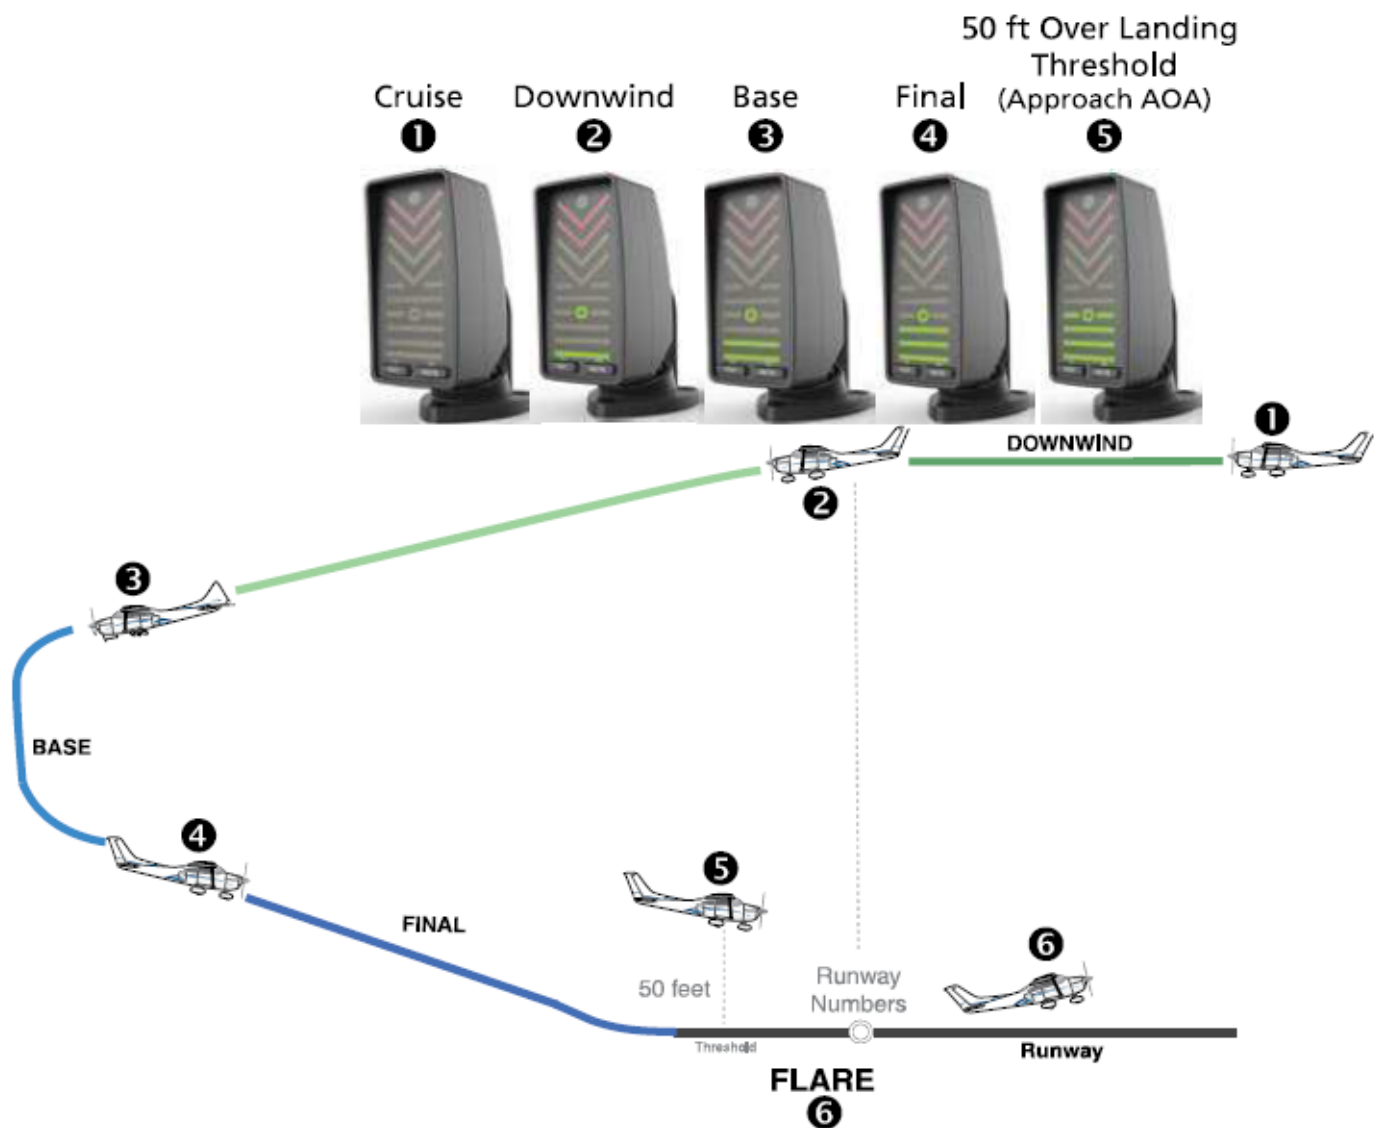 50 ft Over Landing
Threshold
(Approach AOA)
Cruise
Downwind
Base
Final
❶
❷
❸
❹
❺
DOWNWIND
❶
❷
❸
BASE
❹
FINAL
❺
50 feet
Runway
Numbers
❻
Threshold
Runway
FLARE
❻